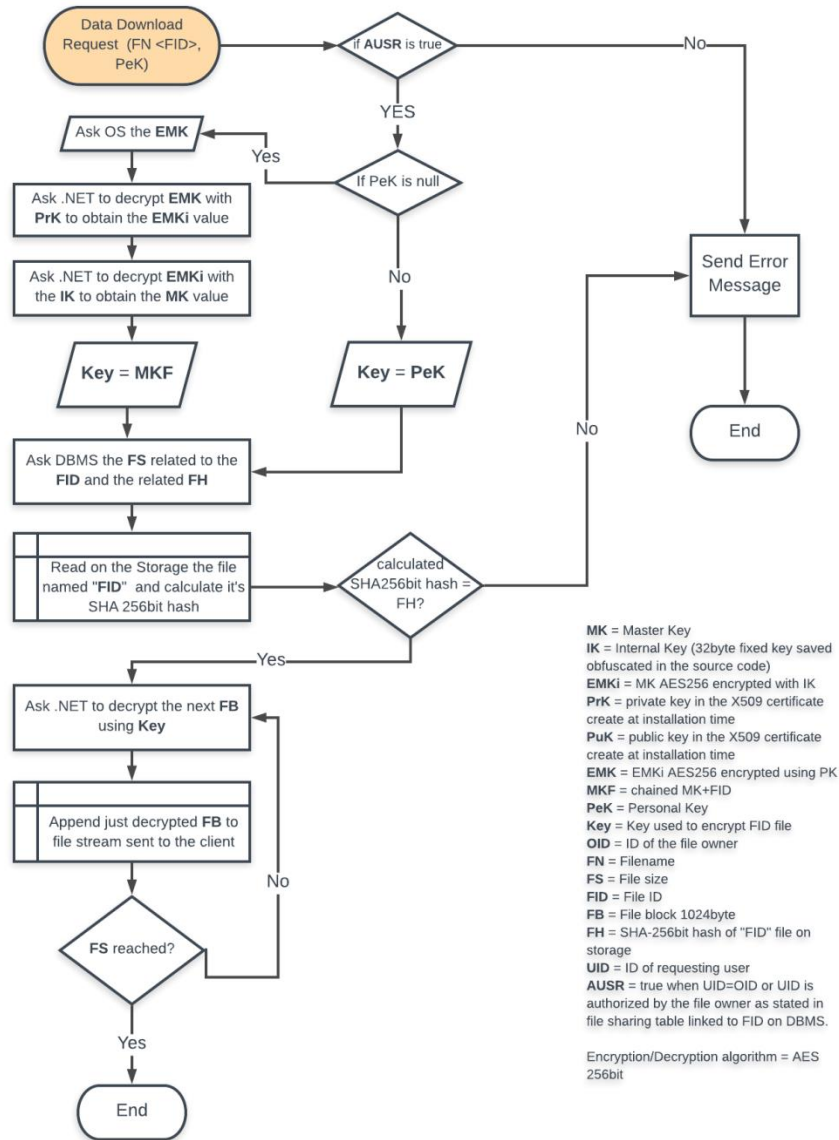 Data Download
Request (FN <FID>,
PeK)
if AUSR is true
No
YES
Ask OS the EMK
Yes
If PeK is null
Ask .NET to decrypt EMK with
PrK to obtain the EMKi value
Send Error
Message
Ask .NET to decrypt EMKi with
the IK to obtain the MK value
No
Key = MKF
Key = PeK
End
No
Ask DBMS the FS related to the
FID and the related FH
Read on the Storage the file
named "FID" and calculate it's
SHA 256bit hash
calculated
SHA256bit hash =
FH?
Yes
Ask .NET to decrypt the next FB
using Key
Append just decrypted FB to
file stream sent to the client
No
FS reached?
Yes
End
MK = Master Key
IK = Internal Key (32byte fixed key saved
obfuscated in the source code)
EMKi = MK AES256 encrypted with IK
PrK = private key in the X509 certificate
create at installation time
PuK = public key in the X509 certificate
create at installation time
EMK = EMKi AES256 encrypted using PK
MKF = chained MK+FID
PeK = Personal Key
Key = Key used to encrypt FID file
OID = ID of the file owner
FN = Filename
FS = File size
FID = File ID
FB = File block 1024byte
FH = SHA-256bit hash of "FID" file on
storage
UID = ID of requesting user
AUSR = true when UID=OID or UID is
authorized by the file owner as stated in
file sharing table linked to FID on DBMS.
Encryption/Decryption algorithm = AES
256bit